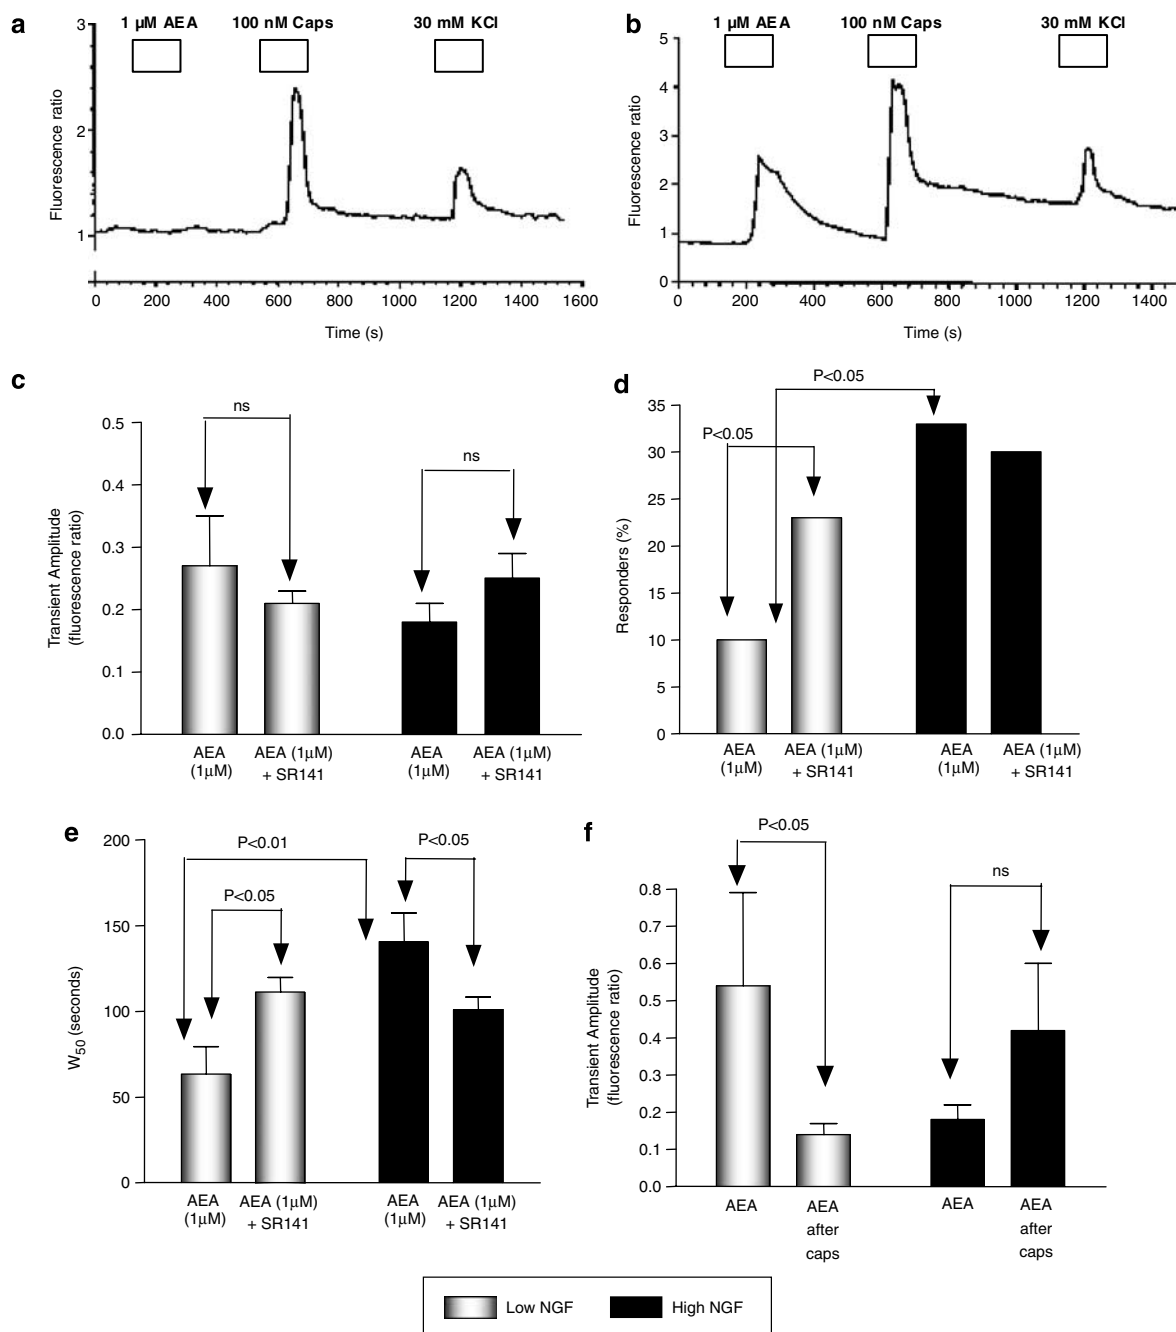 a
1 µM AEA
100 nM Caps
30 mM KCl
3
2
1
Fluorescence ratio
0 200 400 600 800 1000 1200 1400 1600
Time (s)
b
1 µM AEA
100 nM Caps
30 mM KCl
5
4
3
2
1
0
Fluorescence ratio
0 200 400 600 800 1000 1200 1400
Time (s)
c
ns
ns
0.5
0.4
0.3
0.2
0.1
0.0
Transient Amplitude
(fluorescence ratio)
AEA
(1µM)
AEA (1µM)
+ SR141
AEA
(1µM)
AEA (1µM)
+ SR141
d
P<0.05
P<0.05
35
30
25
20
15
10
5
0
Responders (%)
AEA
(1µM)
AEA (1µM)
+ SR141
AEA
(1µM)
AEA (1µM)
+ SR141
e
P<0.01
P<0.05
P<0.05
200
150
100
50
0
W50 (seconds)
AEA
(1µM)
AEA (1µM)
+ SR141
AEA
(1µM)
AEA (1µM)
+ SR141
f
P<0.05
ns
0.8
0.7
0.6
0.5
0.4
0.3
0.2
0.1
0.0
Transient Amplitude
(fluorescence ratio)
AEA
AEA
after
caps
AEA
AEA
after
caps
Low NGF
High NGF